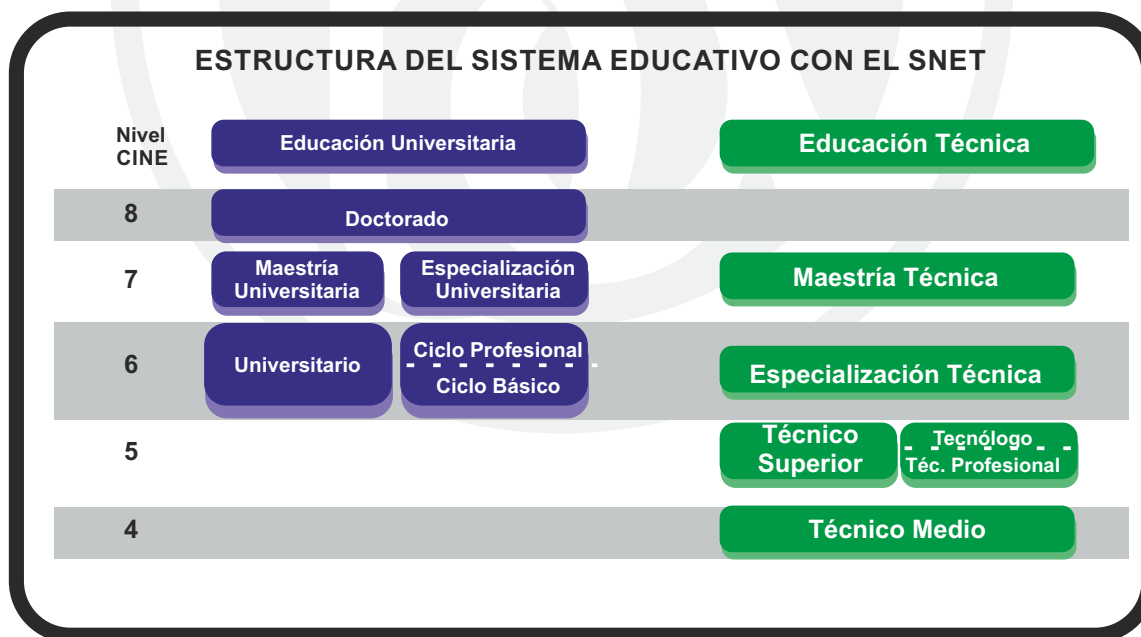 ESTRUCTURA DEL SISTEMA EDUCATIVO CON EL SNET
Nivel
CINE
Educación Universitaria
Educación Técnica
8
Doctorado
7
Maestría
Universitaria
Especialización
Universitaria
Maestría Técnica
6
Universitario
Ciclo Profesional
Ciclo Básico
Especialización Técnica
5
Técnico
Superior
Tecnólogo
Téc. Profesional
4
Técnico Medio